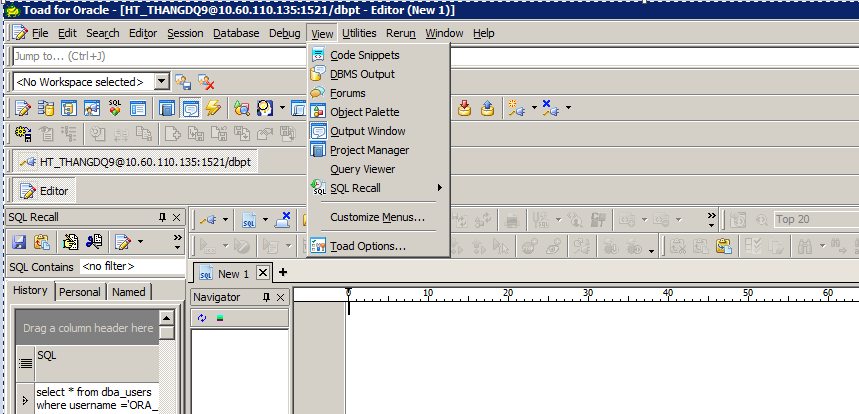 Toad for Oracle - [HT_THANGDQ9@10.60.110.135:1521/dbpt - Editor (New 1)]
File Edit Search Editor Session Database Debug View Utilities Rerun Window Help
Jump to... (Ctrl+J)
<No Workspace selected>
Code Snippets
DBMS Output
Forums
Object Palette
Output Window
Project Manager
Query Viewer
SQL Recall
Customize Menus...
Toad Options...
SQL
HT_THANGDQ9@10.60.110.135:1521/dbpt
Editor
SQL Recall
Top 20
SQL Contains <no filter>
New 1
History Personal Named
Navigator
0 10 20 30 40 50 60
Drag a column header here
SQL
select * from dba_users
where username ='ORA_